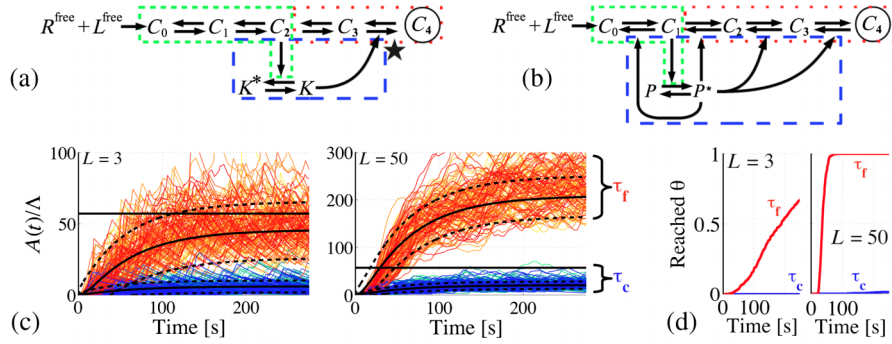 R^free + L^free C_0 C_1 C_2 C_3 C_4
K* K
(a)
R^free + L^free C_0 C_1 C_2 C_3 C_4
P P*
(b)
A(t)/Λ
100
50
0
L = 3
0 100 200
Time [s]
300
200
100
0
L = 50
0 100 200
Time [s]
τ_f
τ_c
(c)
Reached θ
1
0.5
0
L = 3
τ_f
τ_c
100
Time [s]
τ_f
L = 50
τ_c
100
Time [s]
(d)